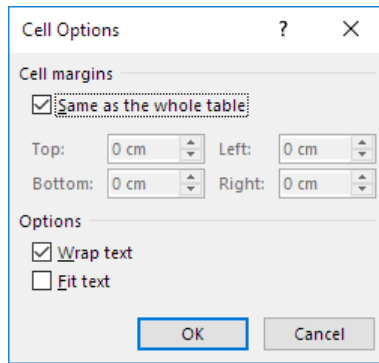 Cell Options ?
Cell margins
Same as the whole table
Top: 0 cm Left: 0 cm
Bottom: 0 cm Right: 0 cm
Options
Wrap text
Fit text
OK Cancel